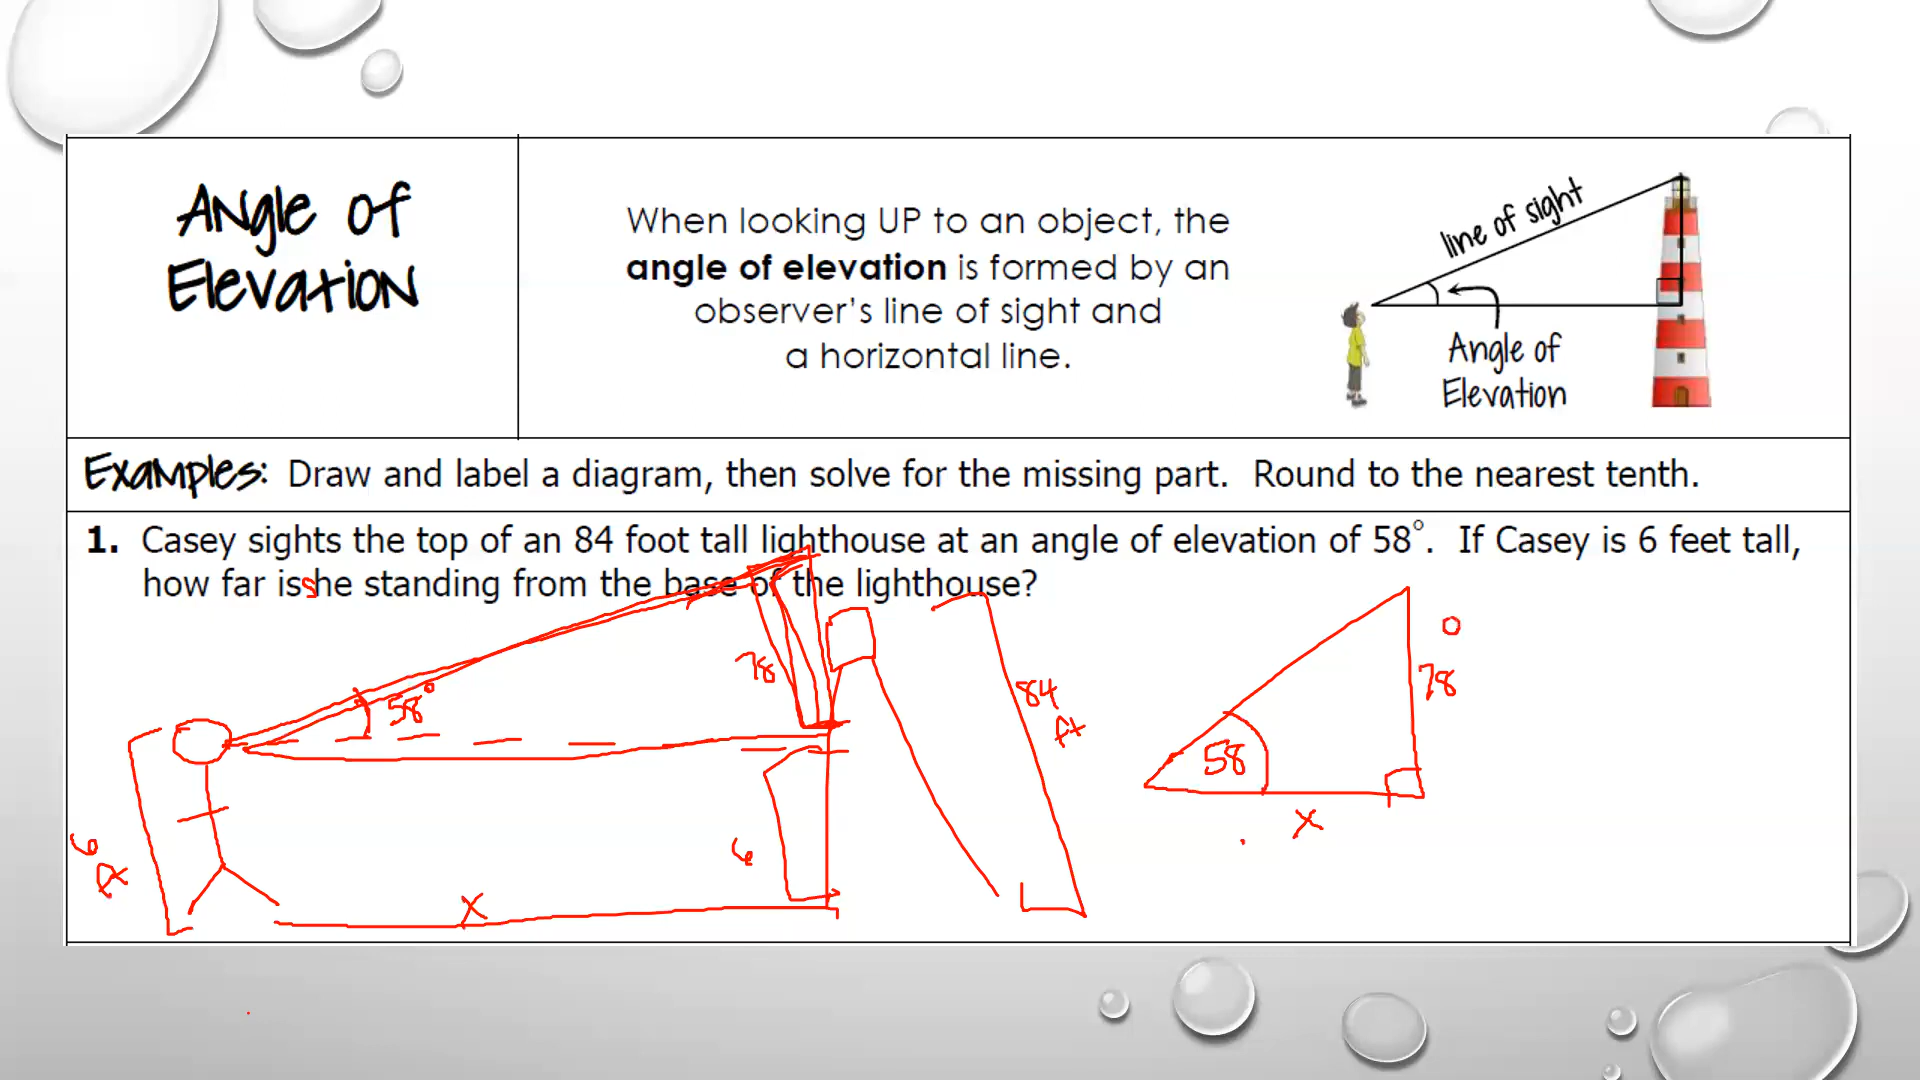 Angle of
Elevation
When looking UP to an object, the
angle of elevation is formed by an
observer's line of sight and
a horizontal line.
line of sight
Angle of
Elevation
Examples: Draw and label a diagram, then solve for the missing part. Round to the nearest tenth.
1. Casey sights the top of an 84 foot tall lighthouse at an angle of elevation of 58°. If Casey is 6 feet tall,
how far is she standing from the base of the lighthouse?
58°
78
84
ft
6
ft
6
x
O
78
58
x